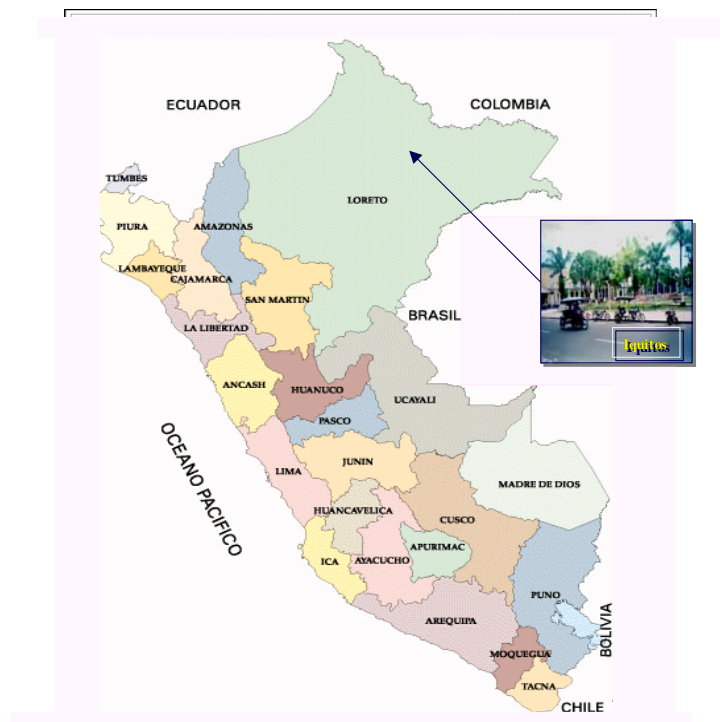 ECUADOR
COLOMBIA
TUMBES
LORETO
PIURA
AMAZONAS
LAMBAYEQUE
CAJAMARCA
SAN MARTIN
BRASIL
LA LIBERTAD
Iquitos
ANCASH
HUANUCO
UCAYALI
PASCO
OCEANO PACIFICO
JUNIN
LIMA
MADRE DE DIOS
HUANCAVELICA
CUSCO
APURIMAC
ICA
AYACUCHO
PUNO
AREQUIPA
BOLIVIA
MOQUEGUA
TACNA
CHILE